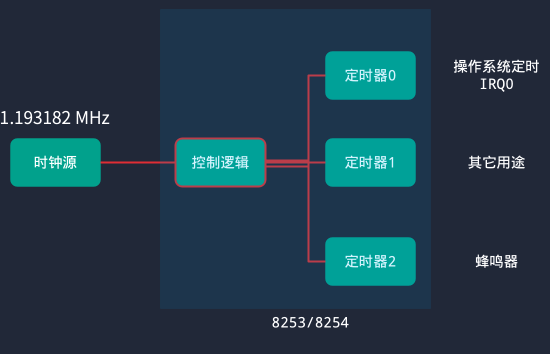 操作系统定时
IRQ0
定时器0
1.193182 MHz
时钟源
控制逻辑
定时器1
其它用途
定时器2
蜂鸣器
8253/8254